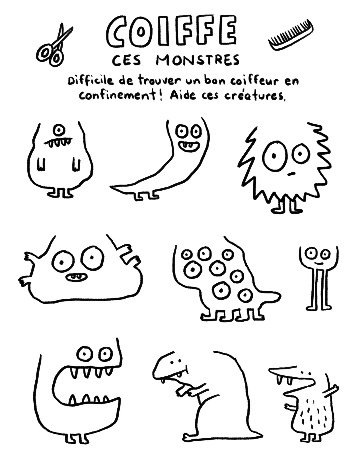 COIFFE
CES MONSTRES
Difficile de trouver un bon coiffeur en
confinement! Aide ces créatures.